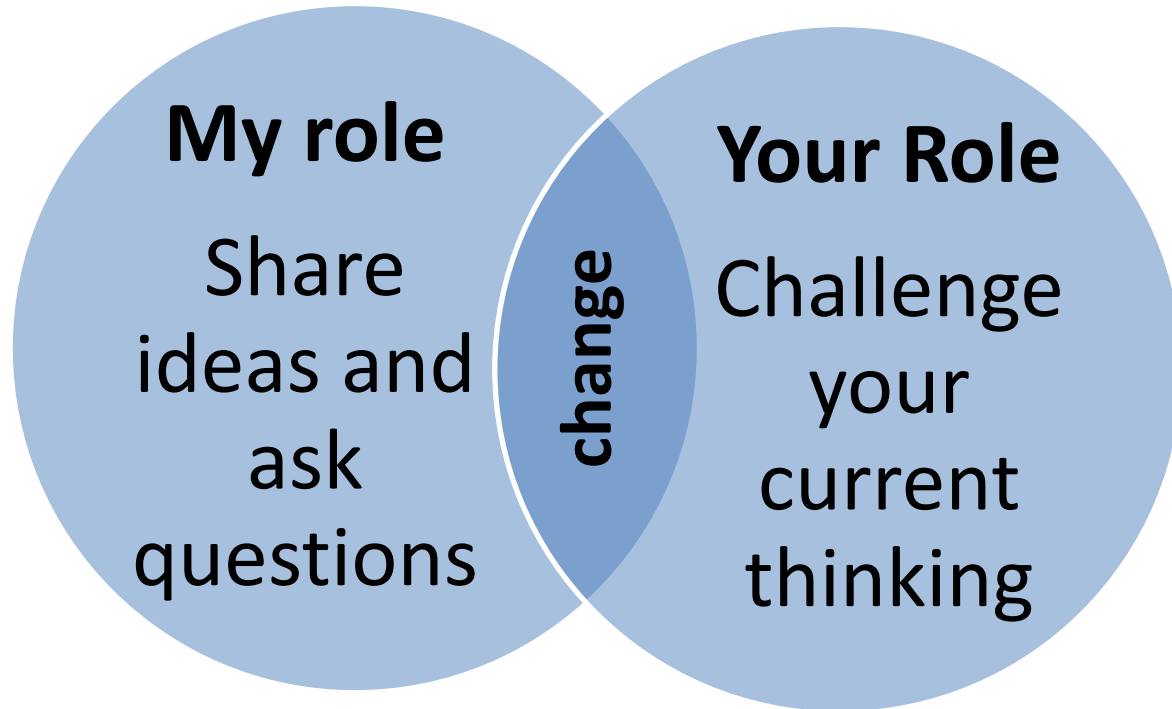 My role
Share
ideas and
ask
questions
change
Your Role
Challenge
your
current
thinking